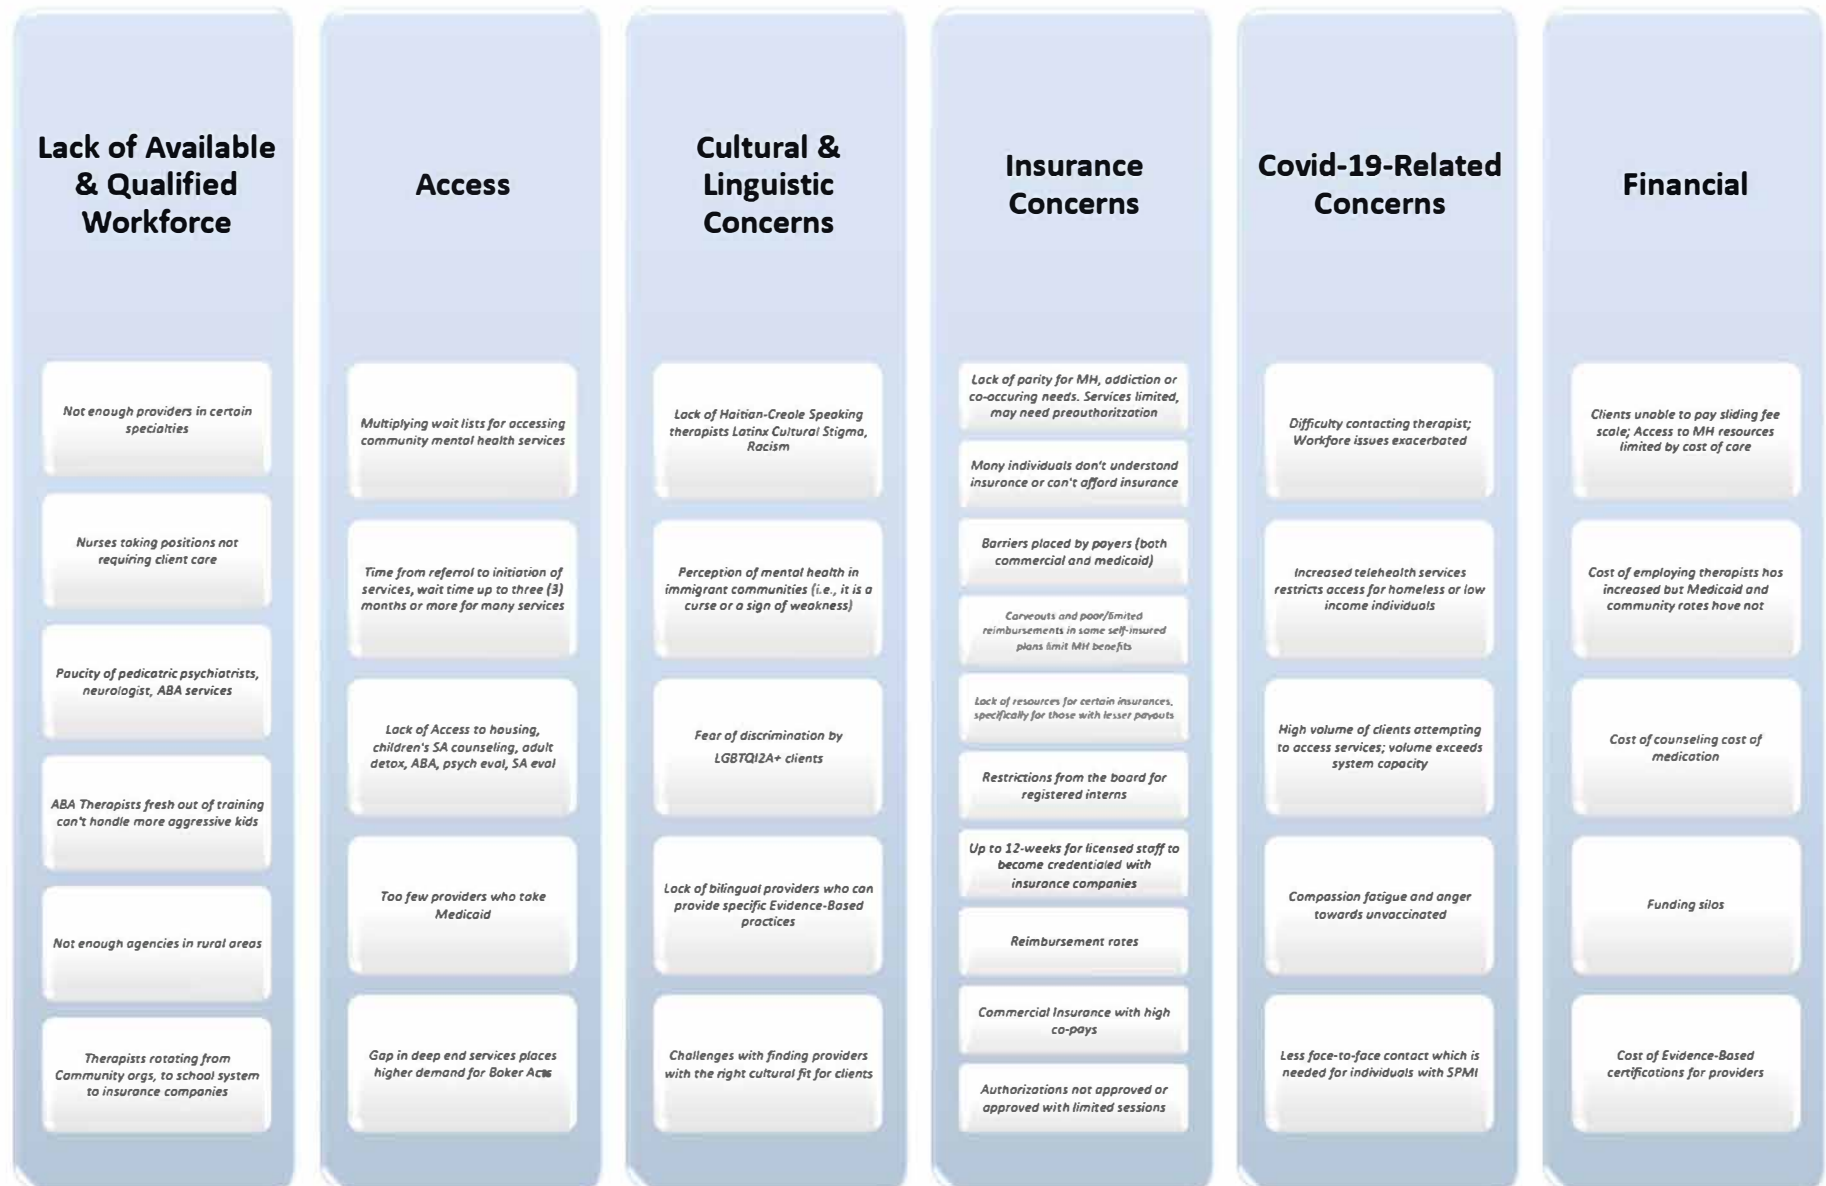 Lack of Available
& Qualified
Workforce
Not enough providers in certain
specialties
Nurses taking positions not
requiring client care
Paucity of pedicatric psychiatrists,
neurologist, ABA services
ABA Therapists fresh out of training
can't handle more aggressive kids
Not enough agencies in rural areas
Therapists rotating from
Community orgs, to school system
to insurance companies
Access
Multiplying wait lists for accessing
community mental health services
Time from referral to initiation of
services, wait time up to three (3)
months or more for many services
Lack of Access to housing,
children's SA counseling, adult
detox, ABA, psych eval, SA eval
Too few providers who take
Medicaid
Gap in deep end services places
higher demand for Baker Acts
Cultural &
Linguistic
Concerns
Lack of Haitian-Creole Speaking
therapists Latinx Cultural Stigma,
Racism
Perception of mental health in
immigrant communities (i.e., it is a
curse or a sign of weakness)
Fear of discrimination by
LGBTQI2A+ clients
Lack of bilingual providers who can
provide specific Evidence-Based
practices
Challenges with finding providers
with the right cultural fit for clients
Insurance
Concerns
Lack of parity for MH, addiction or
co-occuring needs. Services limited,
may need preauthoritzation
Many individuals don't understand
insurance or can't afford insurance
Barriers placed by payers (both
commercial and medicaid)
Carveouts and poor/limited
reimbursements in some self-insured
plans limit MH benefits
Lack of resources for certain insurances,
specifically for those with lesser payouts
Restrictions from the board for
registered interns
Up to 12-weeks for licensed staff to
become credentialed with
insurance companies
Reimbursement rates
Commercial Insurance with high
co-pays
Authorizations not approved or
approved with limited sessions
Covid-19-Related
Concerns
Difficulty contacting therapist;
Workfore issues exacerbated
Increased telehealth services
restricts access for homeless or low
income individuals
High volume of clients attempting
to access services; volume exceeds
system capacity
Compassion fatigue and anger
towards unvaccinated
Less face-to-face contact which is
needed for individuals with SPMI
Financial
Clients unable to pay sliding fee
scale; Access to MH resources
limited by cost of care
Cost of employing therapists has
increased but Medicaid and
community rates have not
Cost of counseling cost of
medication
Funding silos
Cost of Evidence-Based
certifications for providers